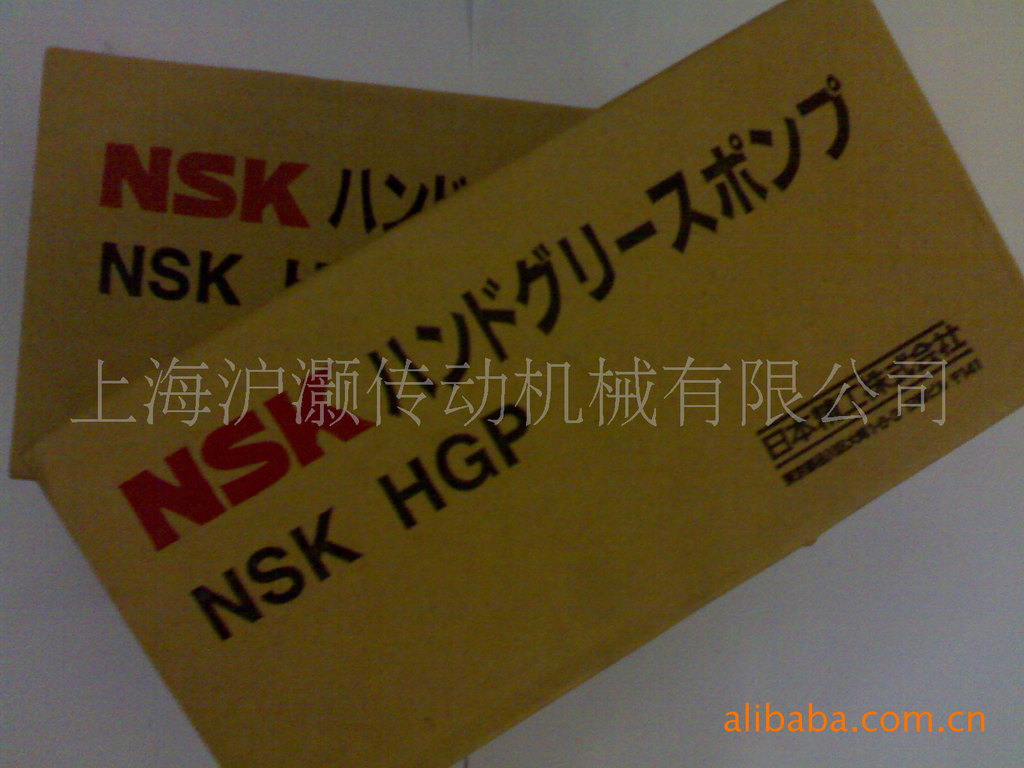 NSK ハンド
NSK
NSK ハンドグリースポンプ
NSK HGP
日本精工株式会社
上海沪灏传动机械有限公司
alibaba.com.cn